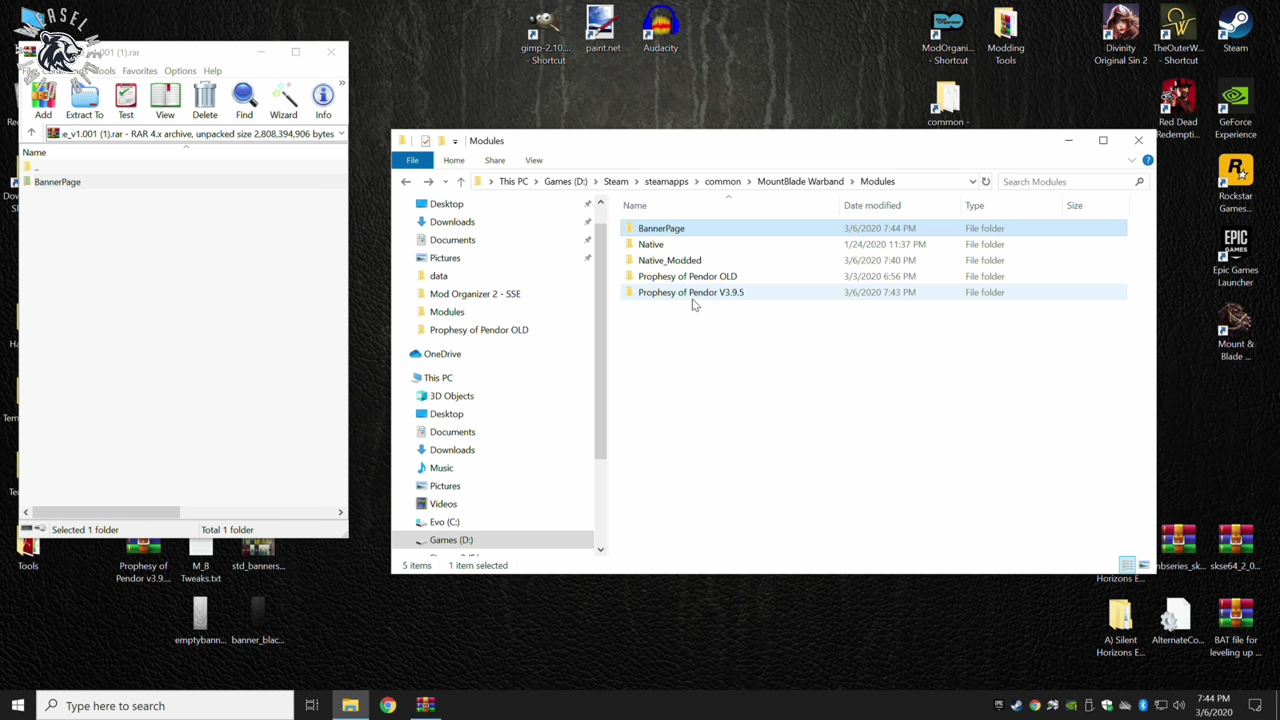 ASEL
.001 (1).rar
Tools Favorites Options Help
Add Extract To Test View Delete Find Wizard Info
e_v1.001 (1).rar - RAR 4.x archive, unpacked size 2,808,394,906 bytes
Name
..
BannerPage
Selected 1 folder Total 1 folder
gimp-2.10.... - Shortcut
paint.net
Audacity
ModOrgani... - Shortcut
Modding Tools
Divinity Original Sin 2
TheOuterW... - Shortcut
Steam
common -
Red Dead Redempti...
GeForce Experience
Rockstar Games...
Epic Games Launcher
Mount & Blade ...
Modules
File Home Share View
This PC Games (D:) Steam steamapps common MountBlade Warband Modules
Search Modules
Name Date modified Type Size
BannerPage 3/6/2020 7:44 PM File folder
Native 1/24/2020 11:37 PM File folder
Native_Modded 3/6/2020 7:40 PM File folder
Prophesy of Pendor OLD 3/3/2020 6:56 PM File folder
Prophesy of Pendor V3.9.5 3/6/2020 7:43 PM File folder
Desktop
Downloads
Documents
Pictures
data
Mod Organizer 2 - SSE
Modules
Prophesy of Pendor OLD
OneDrive
This PC
3D Objects
Desktop
Documents
Downloads
Music
Pictures
Videos
Evo (C:)
Games (D:)
5 items 1 item selected
Tools
Prophesy of Pendor v3.9....
M_B Tweaks.txt
std_banners...
emptybann...
banner_blac...
Horizons E...
mbseries_sk...
skse64_2_0...
A) Silent Horizons E...
AlternateCo...
BAT file for leveling up ...
Type here to search
7:44 PM
3/6/2020